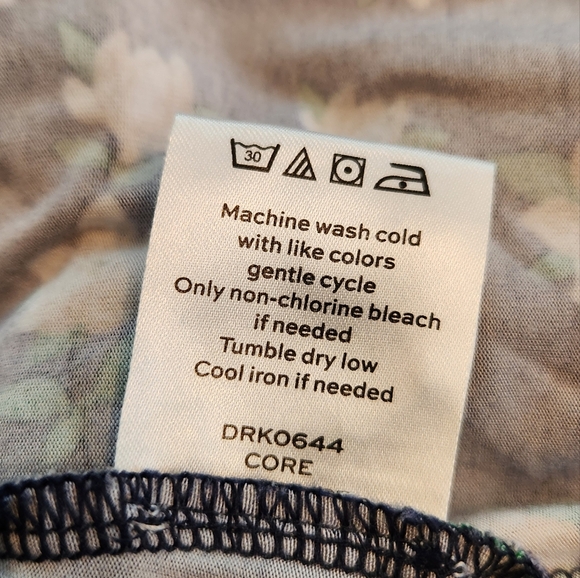 30
Machine wash cold
with like colors
gentle cycle
Only non-chlorine bleach
if needed
Tumble dry low
Cool iron if needed
DRK0644
CORE